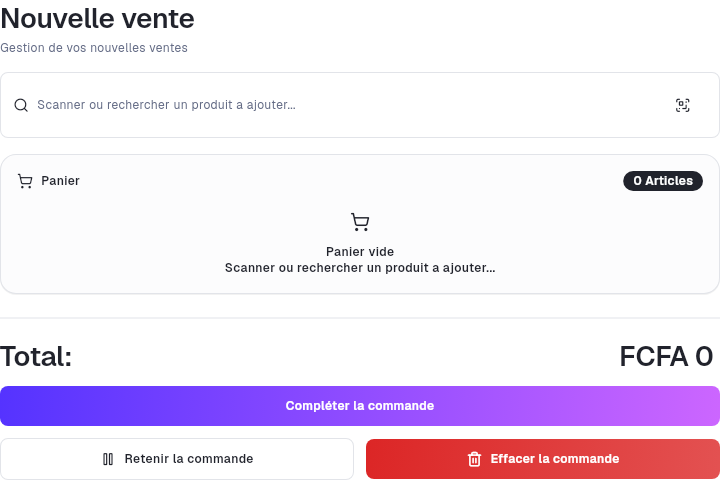 Nouvelle vente
Gestion de vos nouvelles ventes
Scanner ou rechercher un produit a ajouter...
Panier
0 Articles
Panier vide
Scanner ou rechercher un produit a ajouter...
Total:
FCFA 0
Compléter la commande
Retenir la commande
Effacer la commande